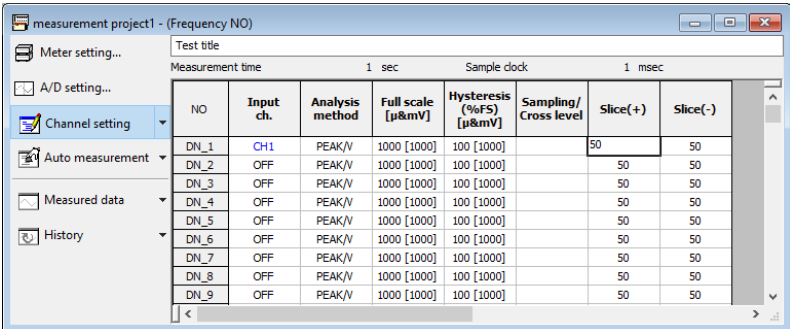 measurement project1 - (Frequency NO)
Meter setting...
A/D setting...
Channel setting
Auto measurement
Measured data
History
Test title
Measurement time 1 sec Sample clock 1 msec
NO Input ch. Analysis method Full scale [µ&mV] Hysteresis (%FS) [µ&mV] Sampling/ Cross level Slice(+) Slice(-)
DN_1 CH1 PEAK/V 1000 [1000] 100 [1000] 50 50
DN_2 OFF PEAK/V 1000 [1000] 100 [1000] 50 50
DN_3 OFF PEAK/V 1000 [1000] 100 [1000] 50 50
DN_4 OFF PEAK/V 1000 [1000] 100 [1000] 50 50
DN_5 OFF PEAK/V 1000 [1000] 100 [1000] 50 50
DN_6 OFF PEAK/V 1000 [1000] 100 [1000] 50 50
DN_7 OFF PEAK/V 1000 [1000] 100 [1000] 50 50
DN_8 OFF PEAK/V 1000 [1000] 100 [1000] 50 50
DN_9 OFF PEAK/V 1000 [1000] 100 [1000] 50 50